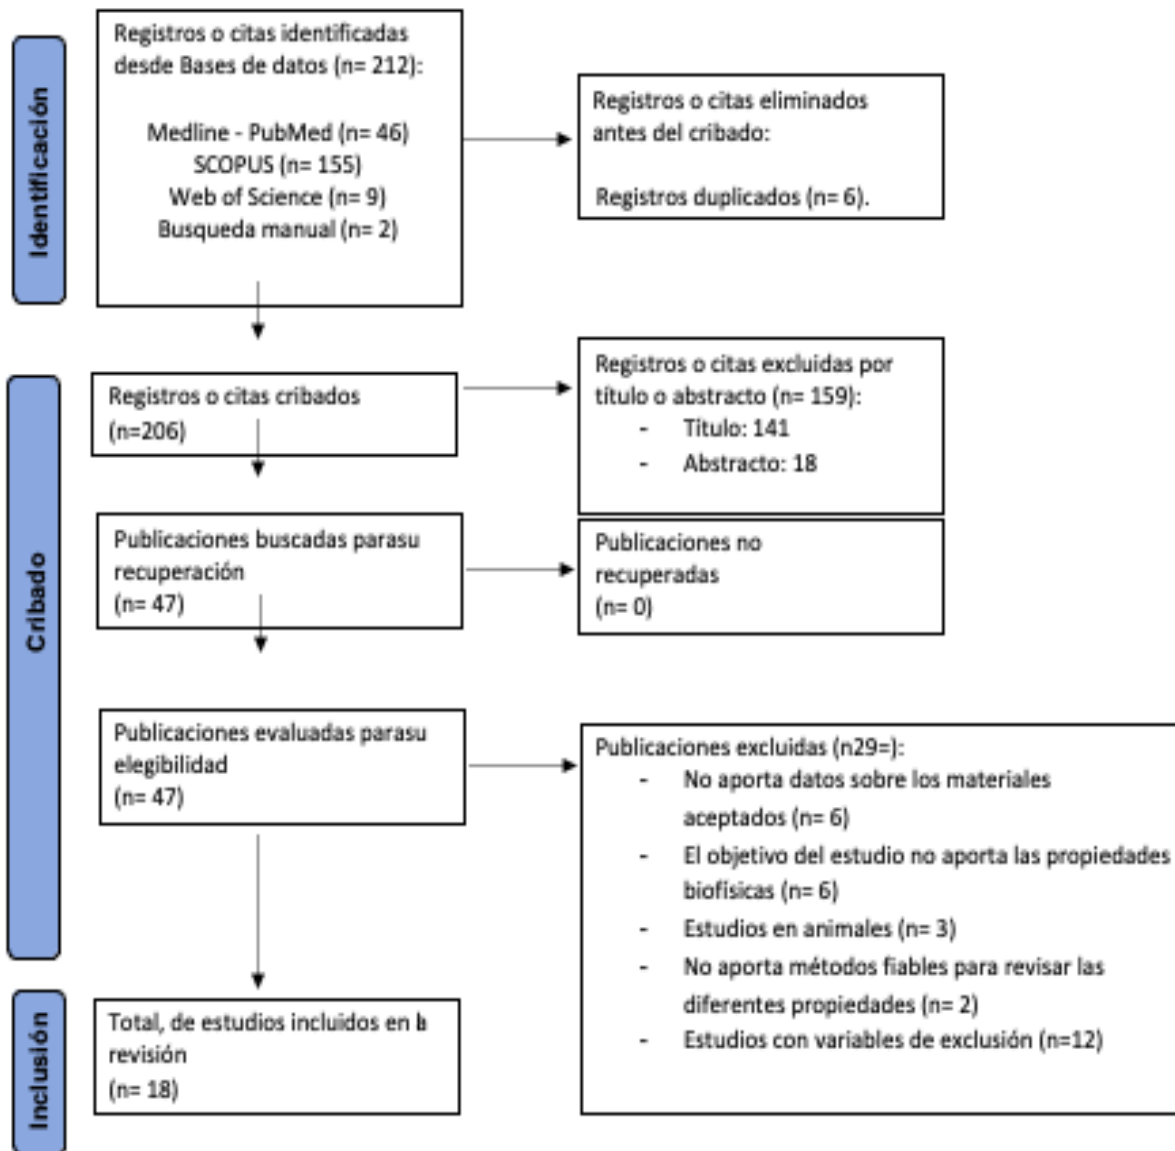 Identificación
Registros o citas identificadas
desde Bases de datos (n= 212):
Medline - PubMed (n= 46)
SCOPUS (n= 155)
Web of Science (n= 9)
Busqueda manual (n= 2)
Registros o citas eliminados
antes del cribado:
Registros duplicados (n= 6).
Cribado
Registros o citas cribados
(n=206)
Registros o citas excluidas por
título o abstracto (n= 159):
- Título: 141
- Abstracto: 18
Publicaciones buscadas parasu
recuperación
(n= 47)
Publicaciones no
recuperadas
(n= 0)
Publicaciones evaluadas parasu
elegibilidad
(n= 47)
Publicaciones excluidas (n29=):
- No aporta datos sobre los materiales
aceptados (n= 6)
- El objetivo del estudio no aporta las propiedades
biofísicas (n= 6)
- Estudios en animales (n= 3)
- No aporta métodos fiables para revisar las
diferentes propiedades (n= 2)
- Estudios con variables de exclusión (n=12)
Inclusión
Total, de estudios incluidos en la
revisión
(n= 18)